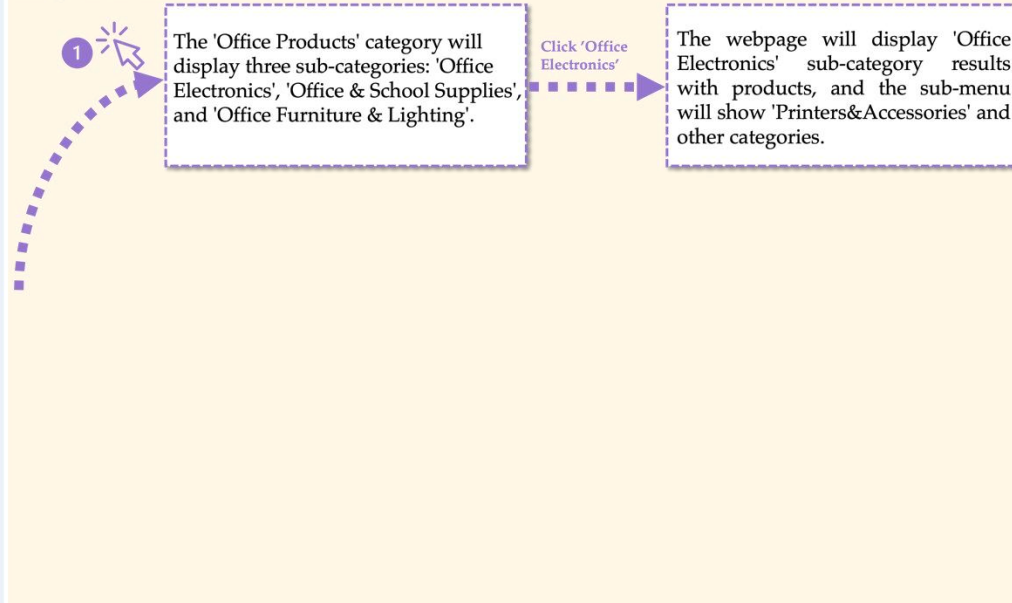 1
The 'Office Products' category will
display three sub-categories: 'Office
Electronics', 'Office & School Supplies',
and 'Office Furniture & Lighting'.
Click ‘Office
Electronics’
The webpage will display 'Office
Electronics' sub-category results
with products, and the sub-menu
will show 'Printers&Accessories' and
other categories.